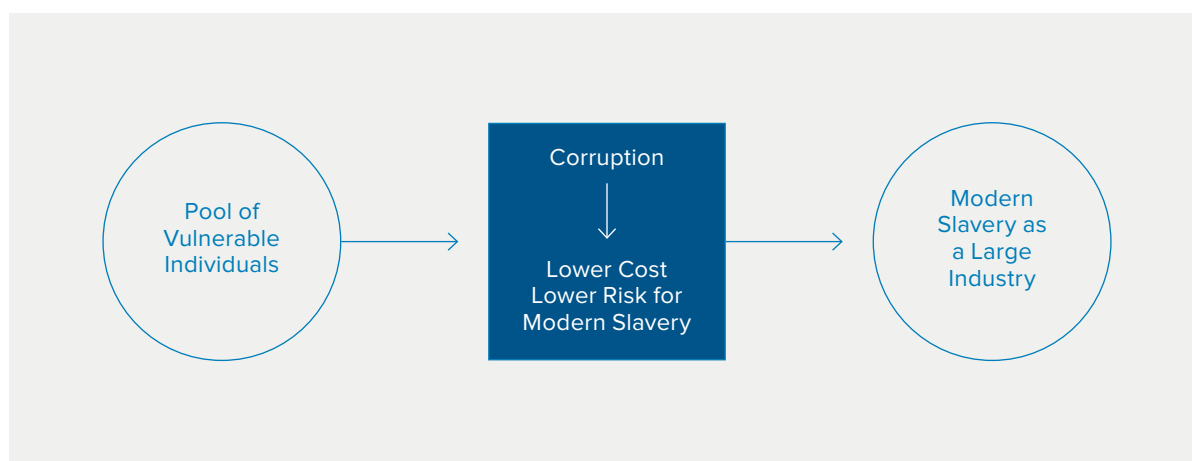 Pool of
Vulnerable
Individuals
Corruption
Lower Cost
Lower Risk for
Modern Slavery
Modern
Slavery as
a Large
Industry